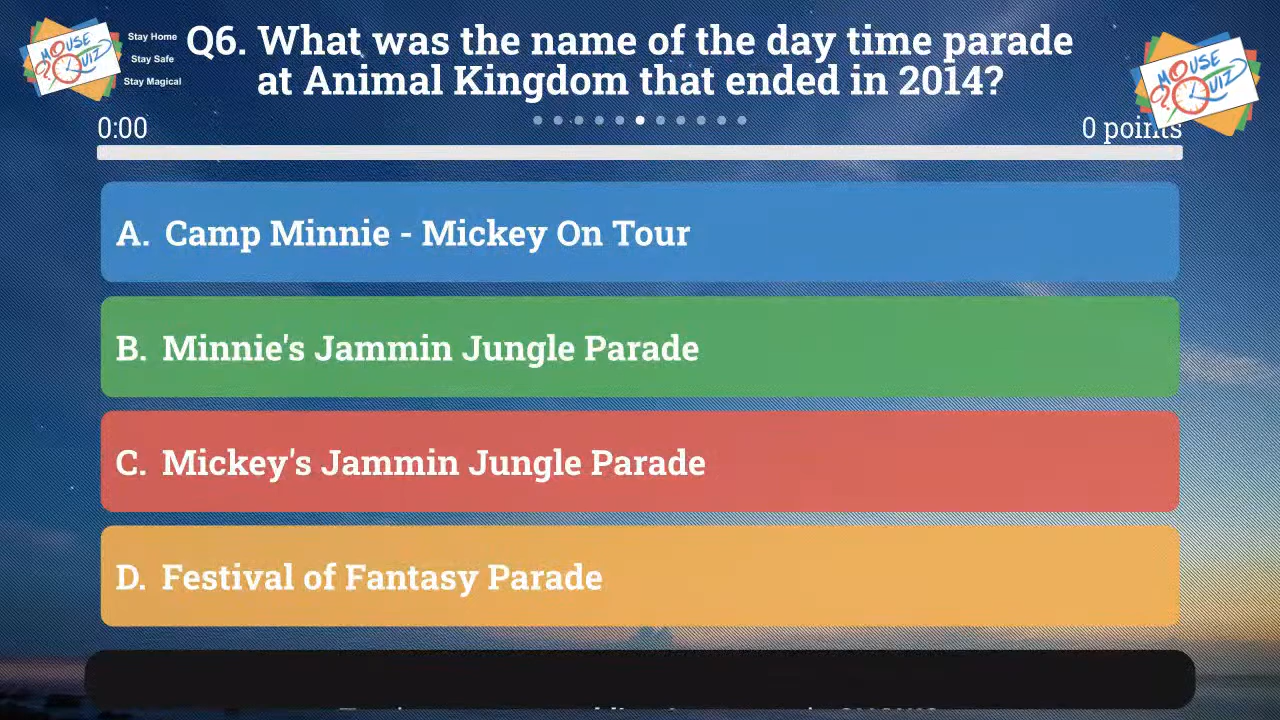 MOUSE
QUIZ
Stay Home
Stay Safe
Stay Magical
Q6. What was the name of the day time parade
at Animal Kingdom that ended in 2014?
MOUSE
QUIZ
0:00
0 points
A. Camp Minnie - Mickey On Tour
B. Minnie's Jammin Jungle Parade
C. Mickey's Jammin Jungle Parade
D. Festival of Fantasy Parade